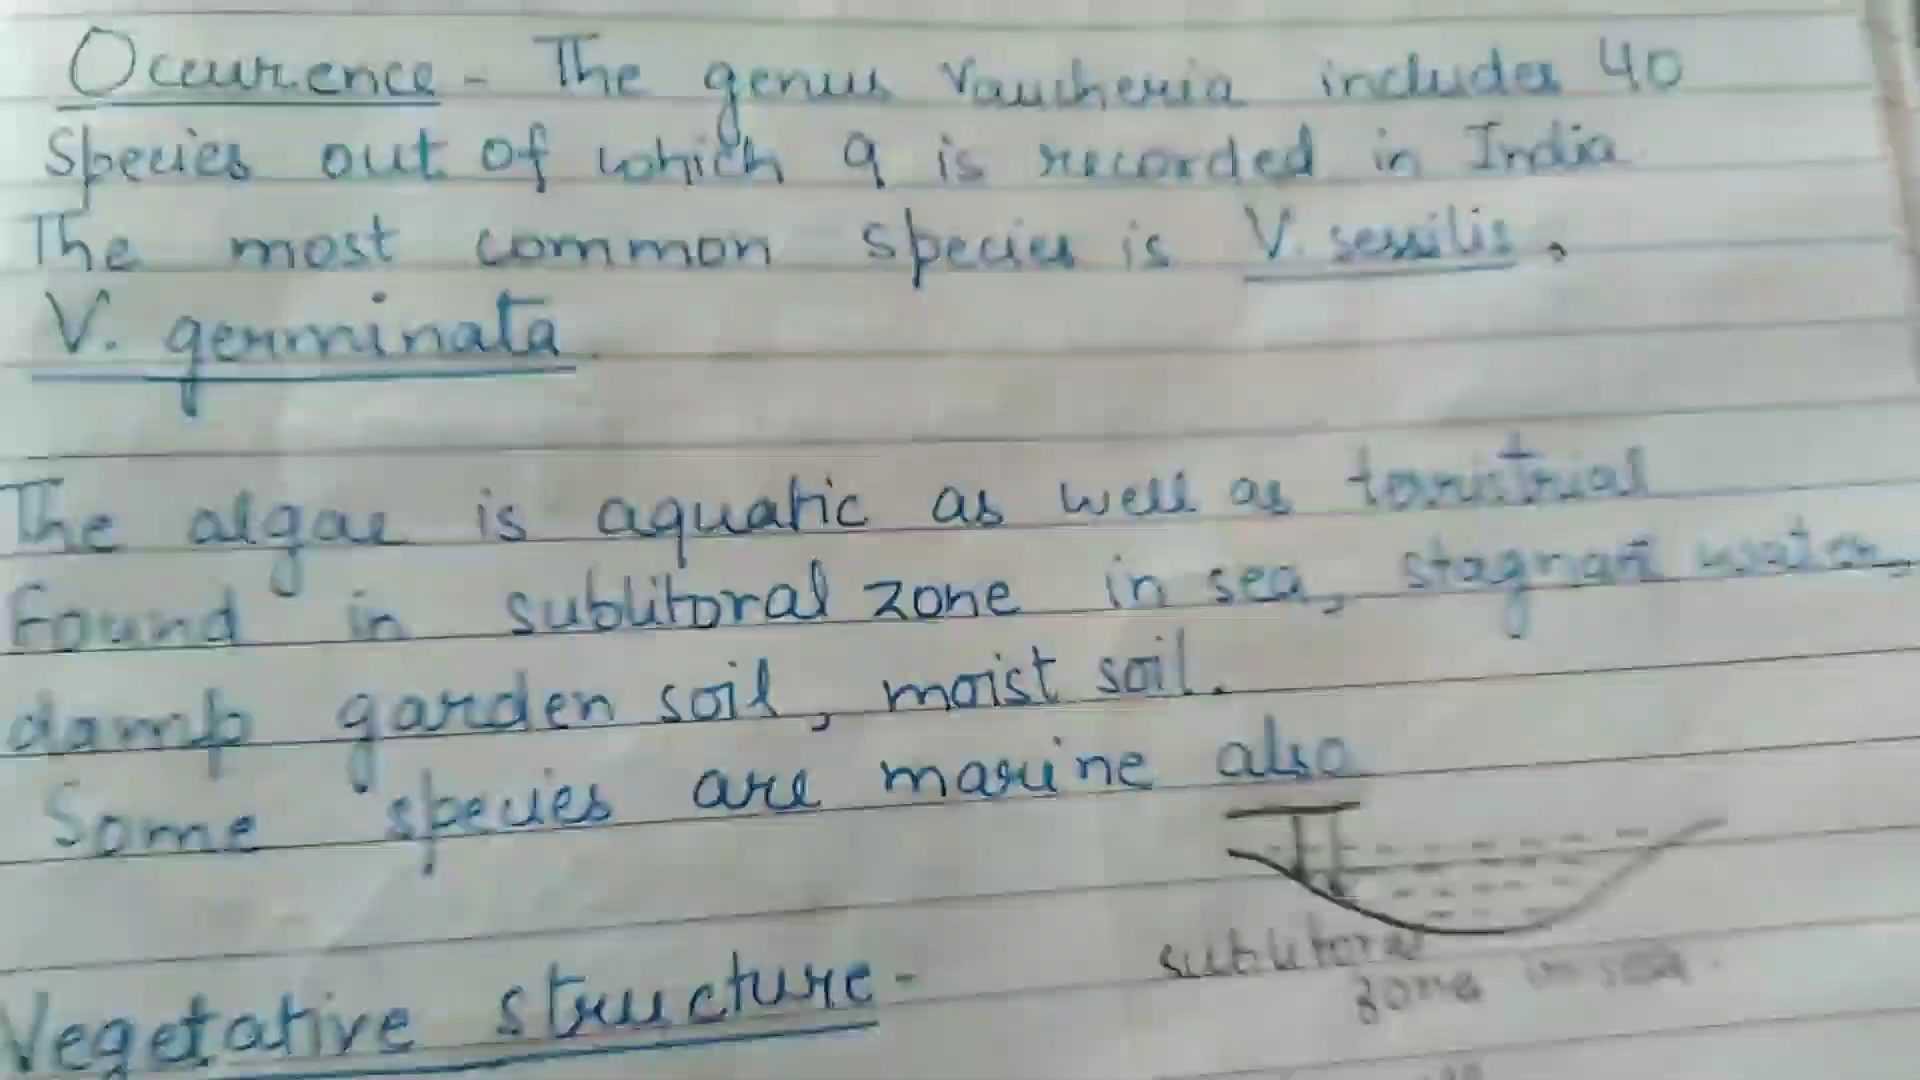 Occurence - The genus Vaucheria includes 40
Species out of which 9 is recorded in India
The most common species is V. sessilis,
V. germinata
The algae is aquatic as well as terristrial
Found in sublitoral zone in sea, stagnant water,
damp garden soil, moist soil.
Some species are marine also
sublitoral
zone in sea.
Vegetative structure-